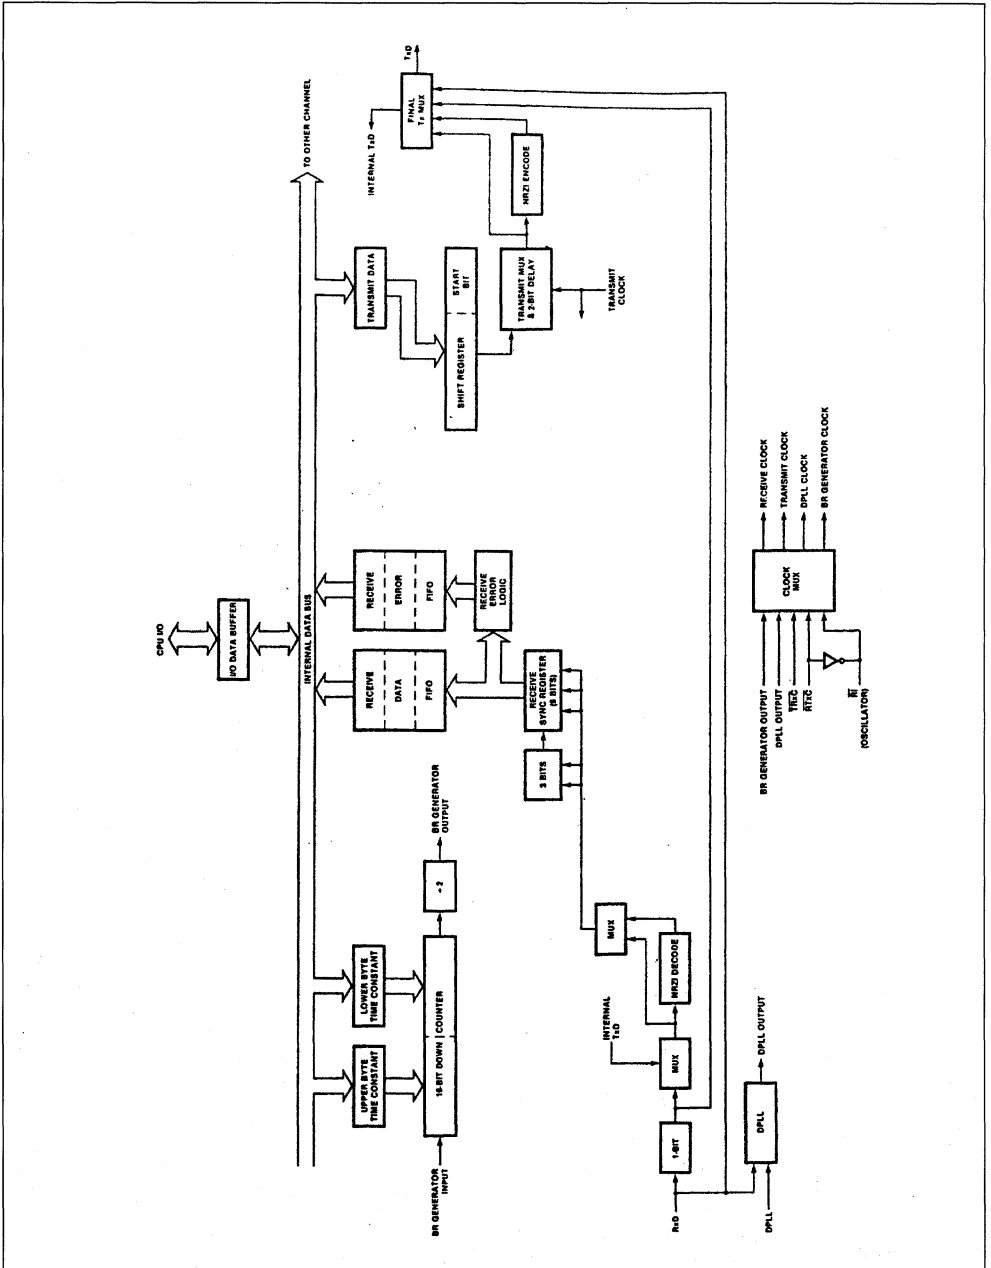 CPU I/O
I/O DATA BUFFER
INTERNAL DATA BUS
TO OTHER CHANNEL
UPPER BYTE
TIME CONSTANT
LOWER BYTE
TIME CONSTANT
16-BIT DOWN COUNTER
BR GENERATOR
INPUT
÷ 2
BR GENERATOR
OUTPUT
RECEIVE
DATA
FIFO
RECEIVE
ERROR
FIFO
RECEIVE
ERROR
LOGIC
3 BITS
RECEIVE
SYNC REGISTER
(8 BITS)
TRANSMIT DATA
SHIFT REGISTER
START
BIT
TRANSMIT MUX
& 2-BIT DELAY
TRANSMIT
CLOCK
NRZI ENCODE
INTERNAL TxD
FINAL
Tx MUX
TxD
RxD
1-BIT
MUX
INTERNAL
TxD
NRZI DECODE
MUX
DPLL
DPLL
DPLL OUTPUT
BR GENERATOR OUTPUT
DPLL OUTPUT
TRxC
RTxC
RI
(OSCILLATOR)
CLOCK
MUX
RECEIVE CLOCK
TRANSMIT CLOCK
DPLL CLOCK
BR GENERATOR CLOCK